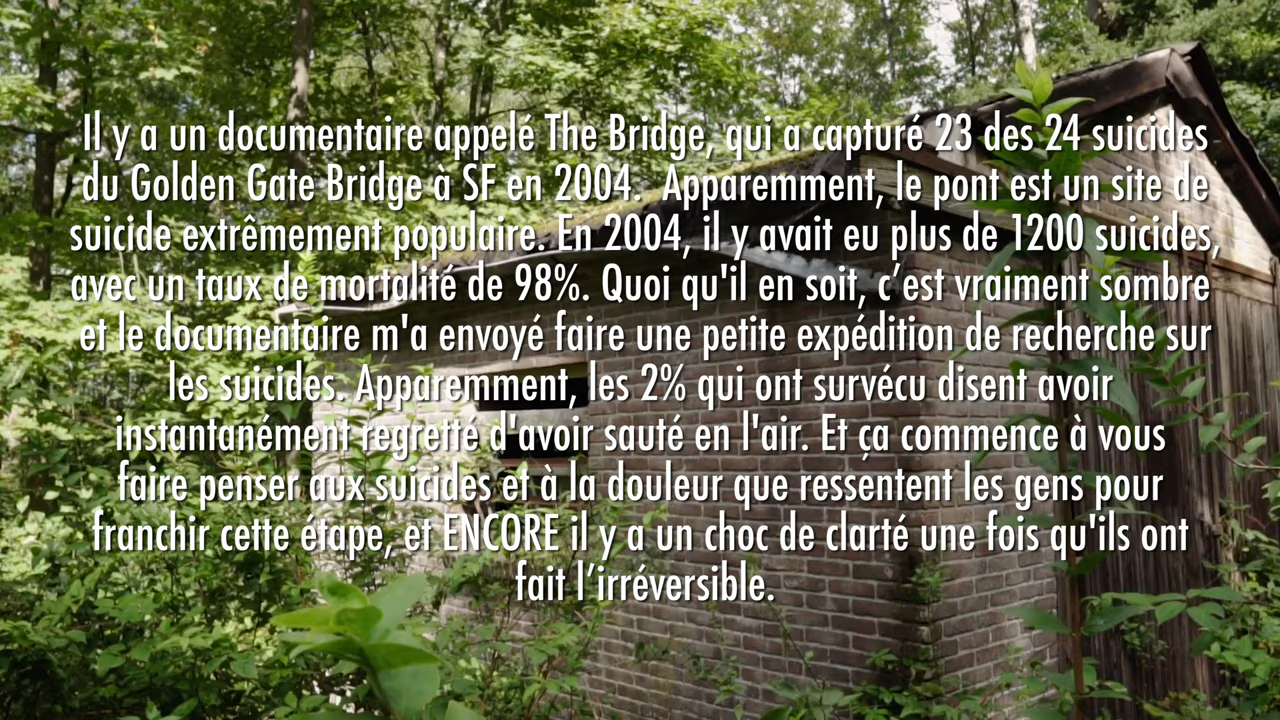 Il y a un documentaire appelé The Bridge, qui a capturé 23 des 24 suicides
du Golden Gate Bridge à SF en 2004.  Apparemment, le pont est un site de
suicide extrêmement populaire. En 2004, il y avait eu plus de 1200 suicides,
avec un taux de mortalité de 98%. Quoi qu'il en soit, c’est vraiment sombre
et le documentaire m'a envoyé faire une petite expédition de recherche sur
les suicides. Apparemment, les 2% qui ont survécu disent avoir
instantanément regretté d'avoir sauté en l'air. Et ça commence à vous
faire penser aux suicides et à la douleur que ressentent les gens pour
franchir cette étape, et ENCORE il y a un choc de clarté une fois qu'ils ont
fait l’irréversible.